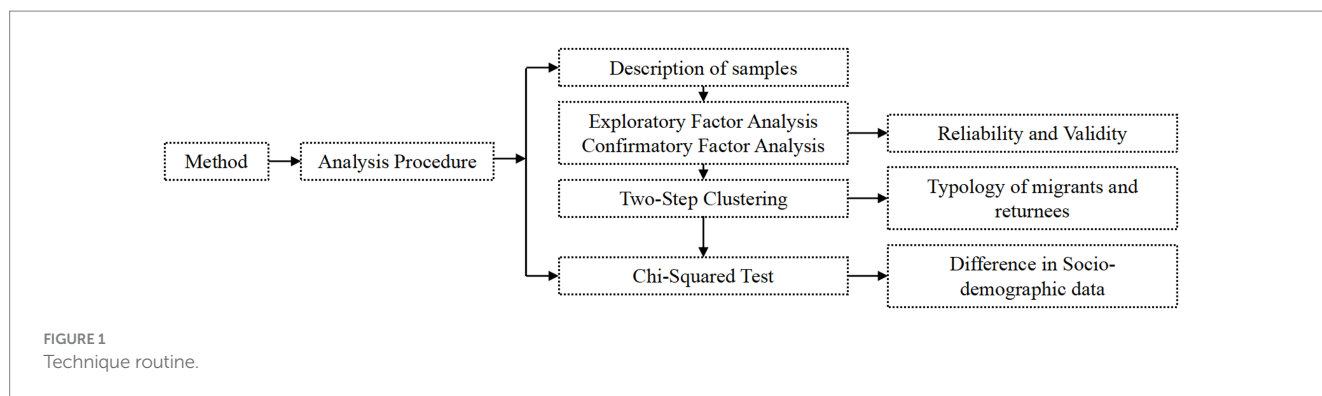 Method
Analysis Procedure
Description of samples
Exploratory Factor Analysis
Confirmatory Factor Analysis
Reliability and Validity
Two-Step Clustering
Typology of migrants and
returnees
Chi-Squared Test
Difference in Socio-
demographic data
FIGURE 1
Technique routine.